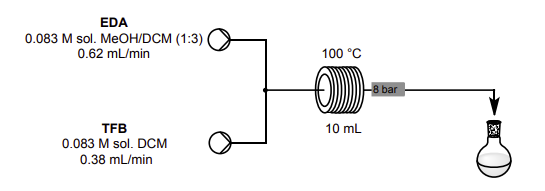 EDA
0.083 M sol. MeOH/DCM (1:3)
0.62 mL/min
100 °C
8 bar
10 mL
TFB
0.083 M sol. DCM
0.38 mL/min